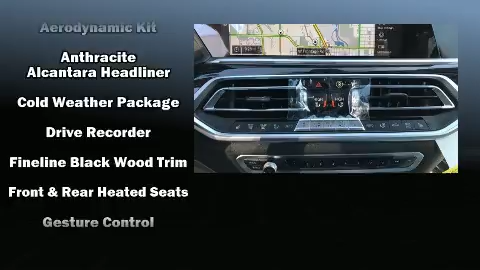 Aerodynamic Kit
Anthracite
Alcantara Headliner
Cold Weather Package
Drive Recorder
Fineline Black Wood Trim
Front & Rear Heated Seats
Gesture Control